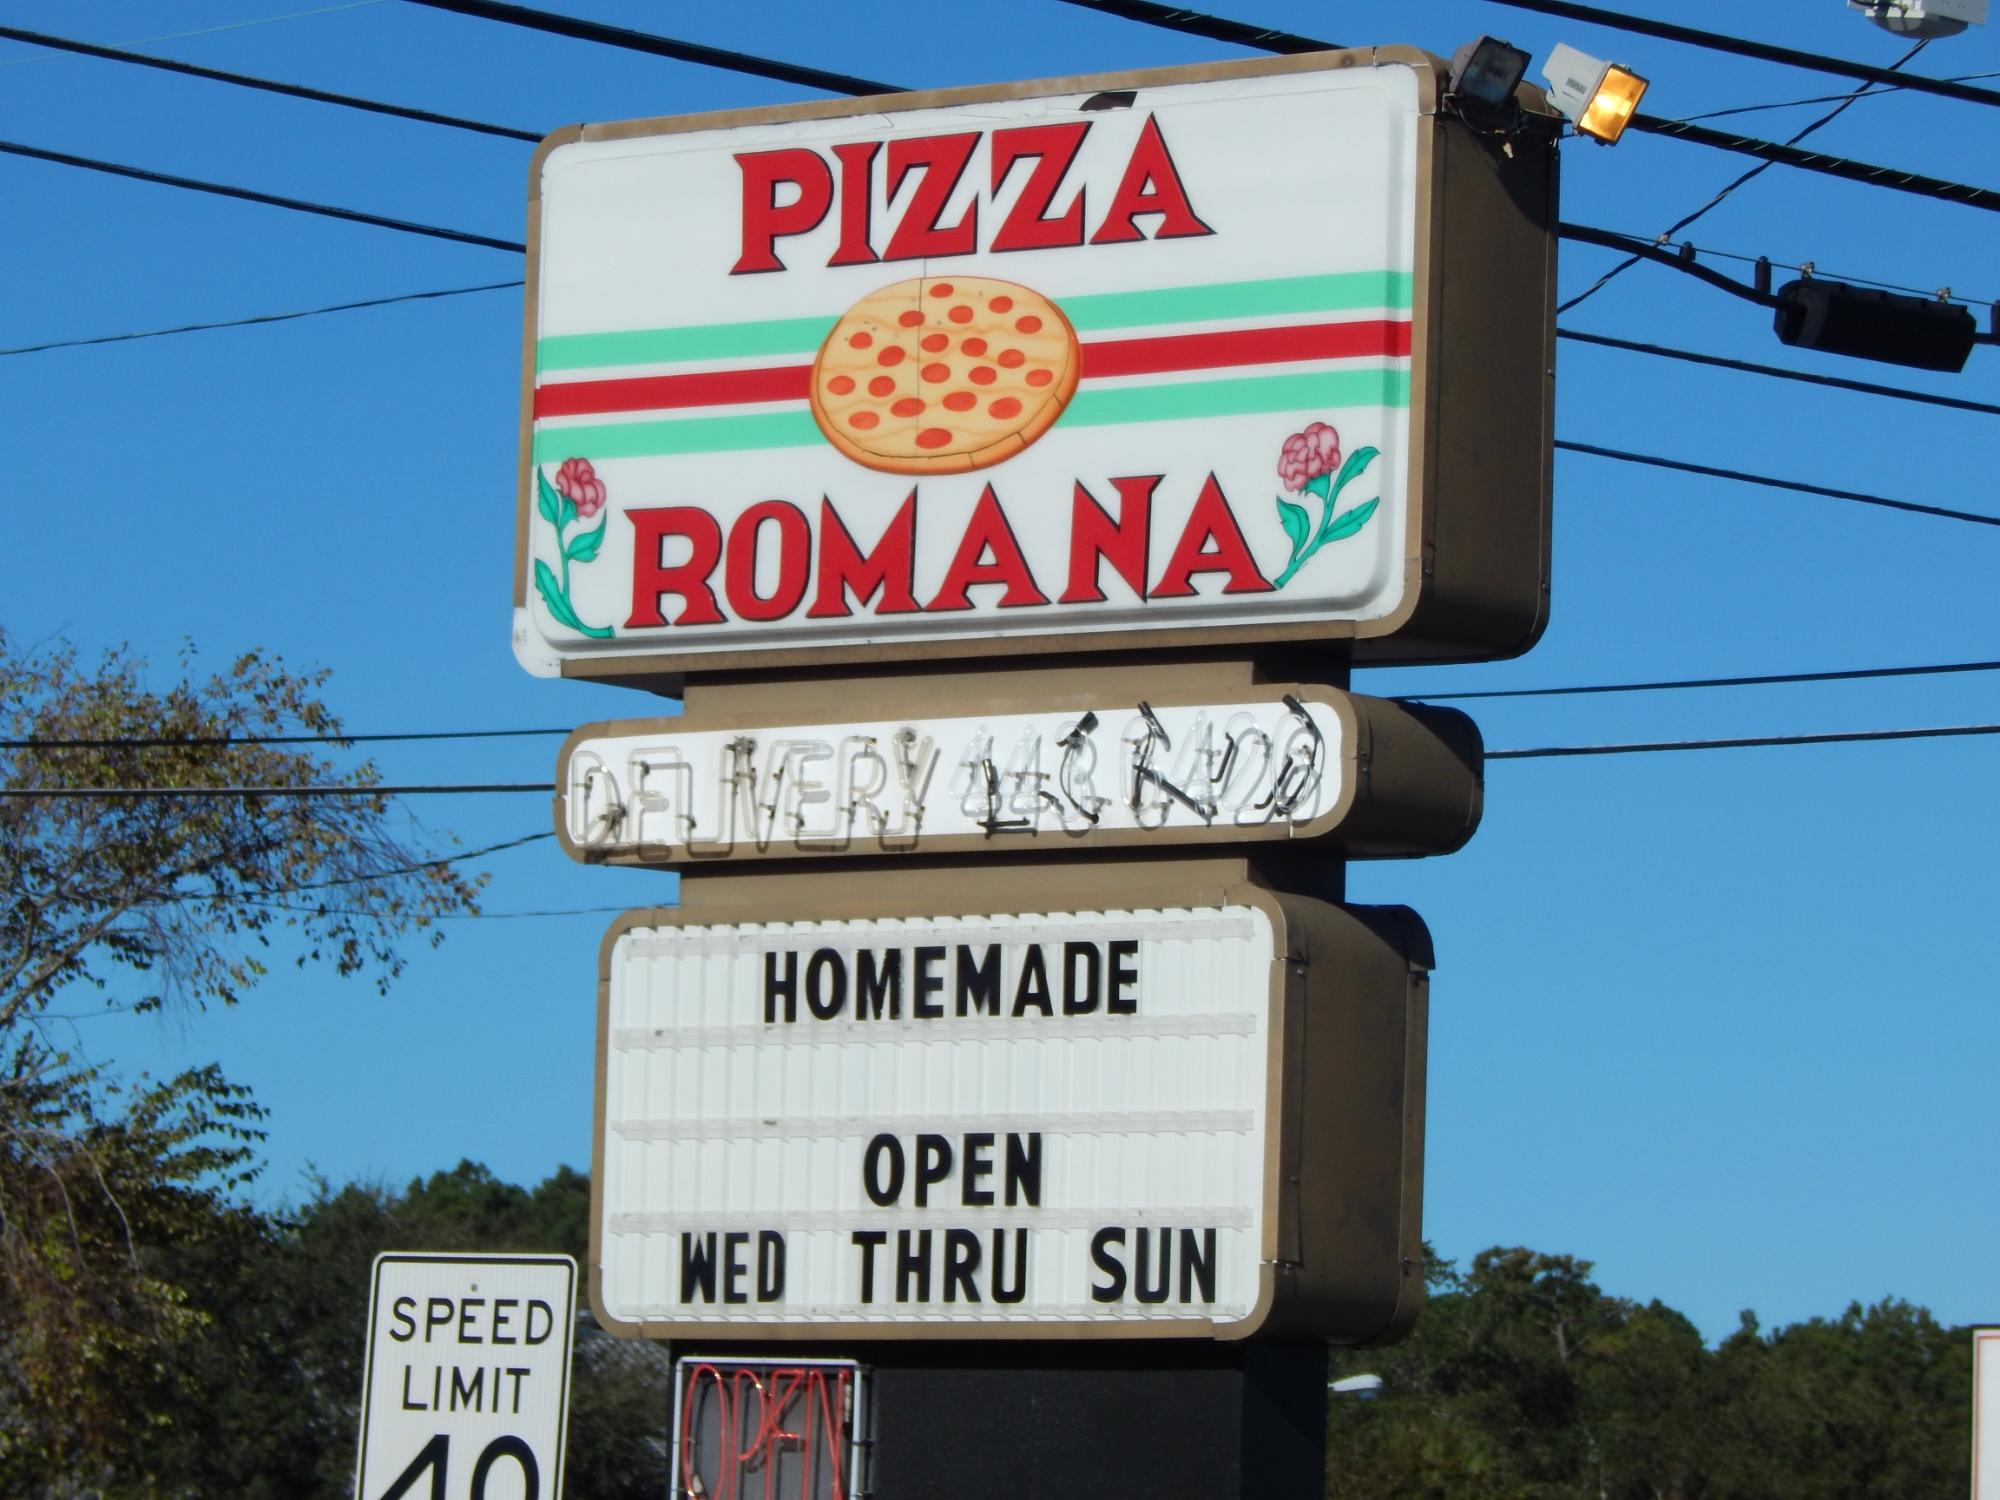 PIZZA
ROMANA
DELIVERY
HOMEMADE
OPEN
WED THRU SUN
SPEED
LIMIT
40
OPEN